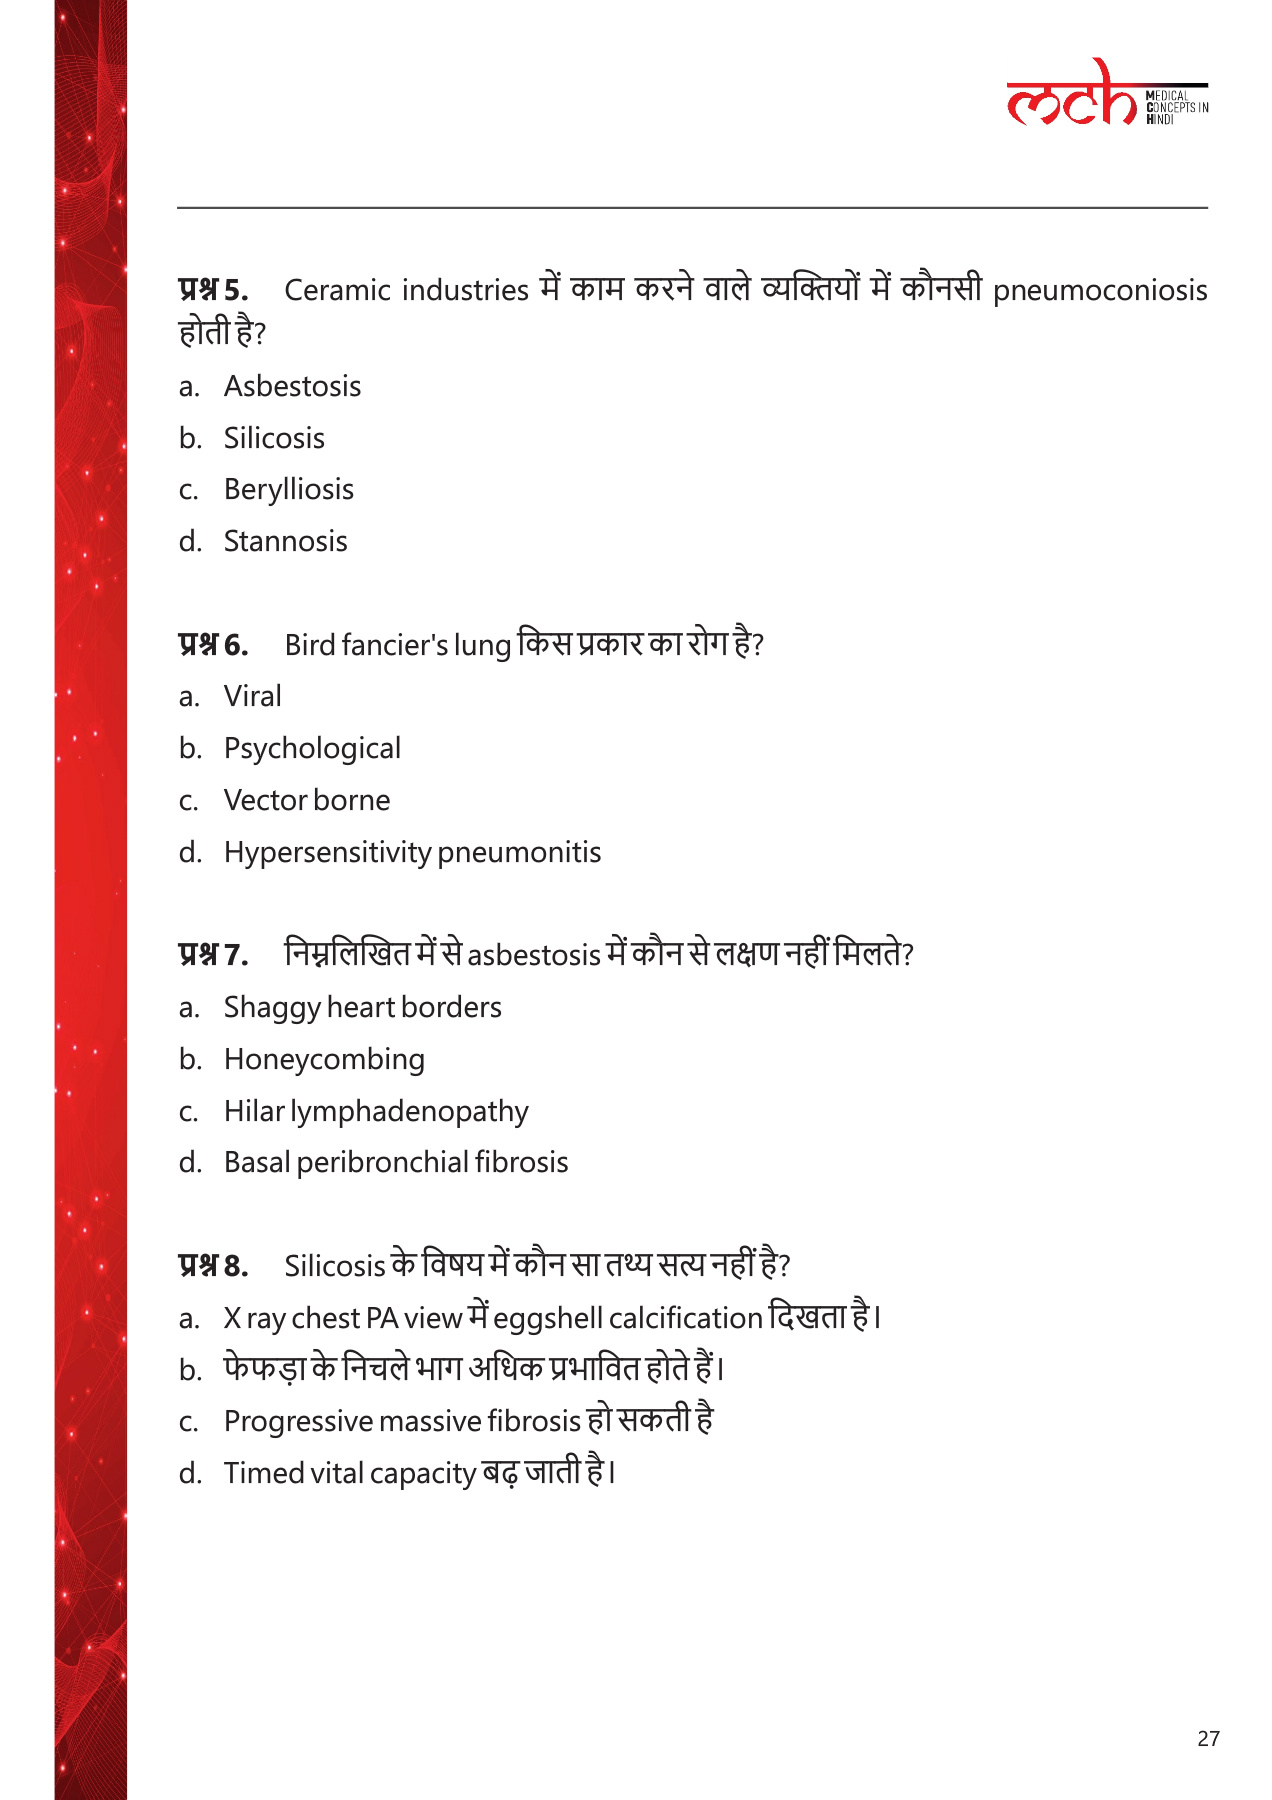 mch MEDICAL
CONCEPTS IN
HINDI
प्रश्न 5. Ceramic industries में काम करने वाले व्यक्तियों में कौनसी pneumoconiosis
होती है?
a. Asbestosis
b. Silicosis
c. Berylliosis
d. Stannosis
प्रश्न 6. Bird fancier's lung किस प्रकार का रोग है?
a. Viral
b. Psychological
c. Vector borne
d. Hypersensitivity pneumonitis
प्रश्न 7. निम्नलिखित में से asbestosis में कौन से लक्षण नहीं मिलते?
a. Shaggy heart borders
b. Honeycombing
c. Hilar lymphadenopathy
d. Basal peribronchial fibrosis
प्रश्न 8. Silicosis के विषय में कौन सा तथ्य सत्य नहीं है?
a. X ray chest PA view में eggshell calcification दिखता है।
b. फेफड़ा के निचले भाग अधिक प्रभावित होते हैं।
c. Progressive massive fibrosis हो सकती है
d. Timed vital capacity बढ़ जाती है।
27